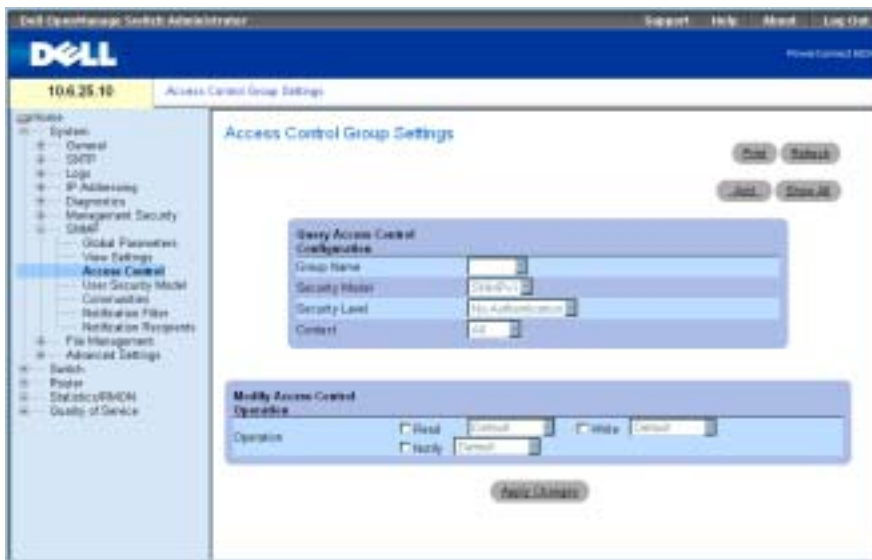 Dell OpenManage Switch Administrator
Support Help About Log Out
DELL
PowerConnect
10.6.25.10
Access Control Group Settings
Home
System
General
SNTP
Logs
IP Addressing
Diagnostics
Management Security
SNMP
Global Parameters
View Settings
Access Control
User Security Model
Communities
Notification Filter
Notification Recipients
File Management
Advanced Settings
Switch
Router
Statistics/RMON
Quality of Service
Access Control Group Settings
Print Refresh
Add Show All
Query Access Control
Configuration
Group Name
Security Model
Security Level No Authentication
Context All
Modify Access Control
Operation
Operation
Read Default Write Default
Notify Default
Apply Changes